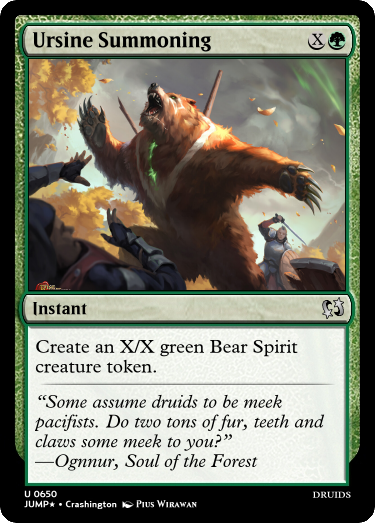 Ursine Summoning X
Instant
Create an X/X green Bear Spirit
creature token.
“Some assume druids to be meek
pacifists. Do two tons of fur, teeth and
claws some meek to you?”
—Ognnur, Soul of the Forest
U 0650
DRUIDS
JUMP★ • Crashington Pius Wirawan